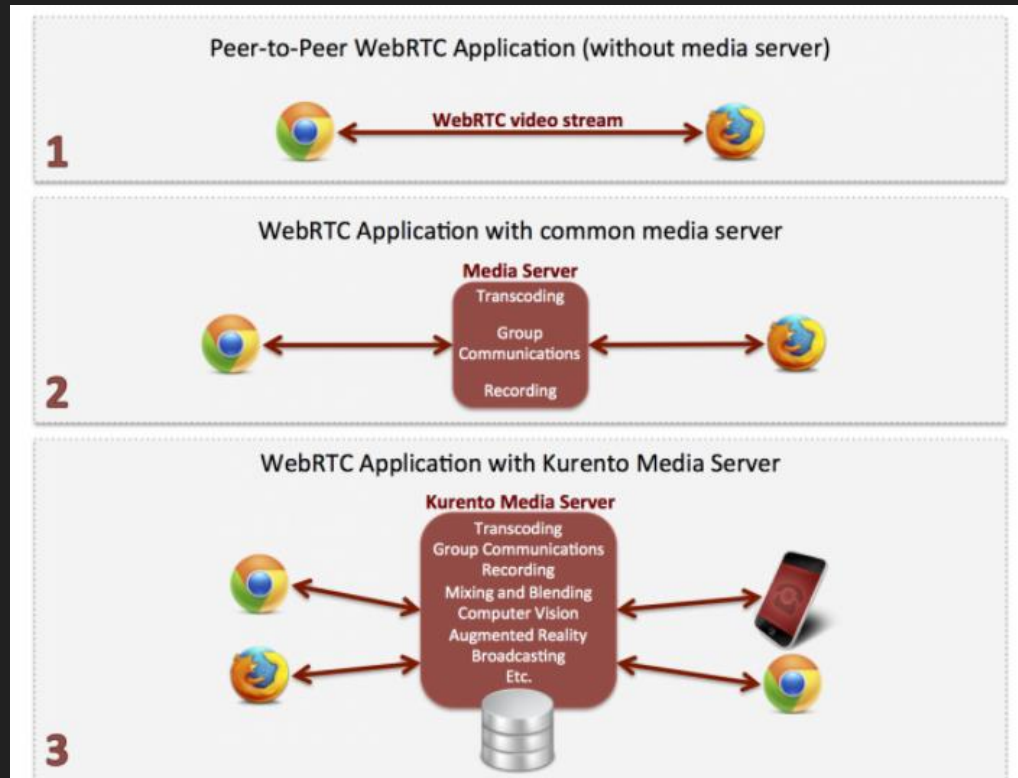 Peer-to-Peer WebRTC Application (without media server)
WebRTC video stream
1
WebRTC Application with common media server
Media Server
Transcoding
Group
Communications
Recording
2
WebRTC Application with Kurento Media Server
Kurento Media Server
Transcoding
Group Communications
Recording
Mixing and Blending
Computer Vision
Augmented Reality
Broadcasting
Etc.
3